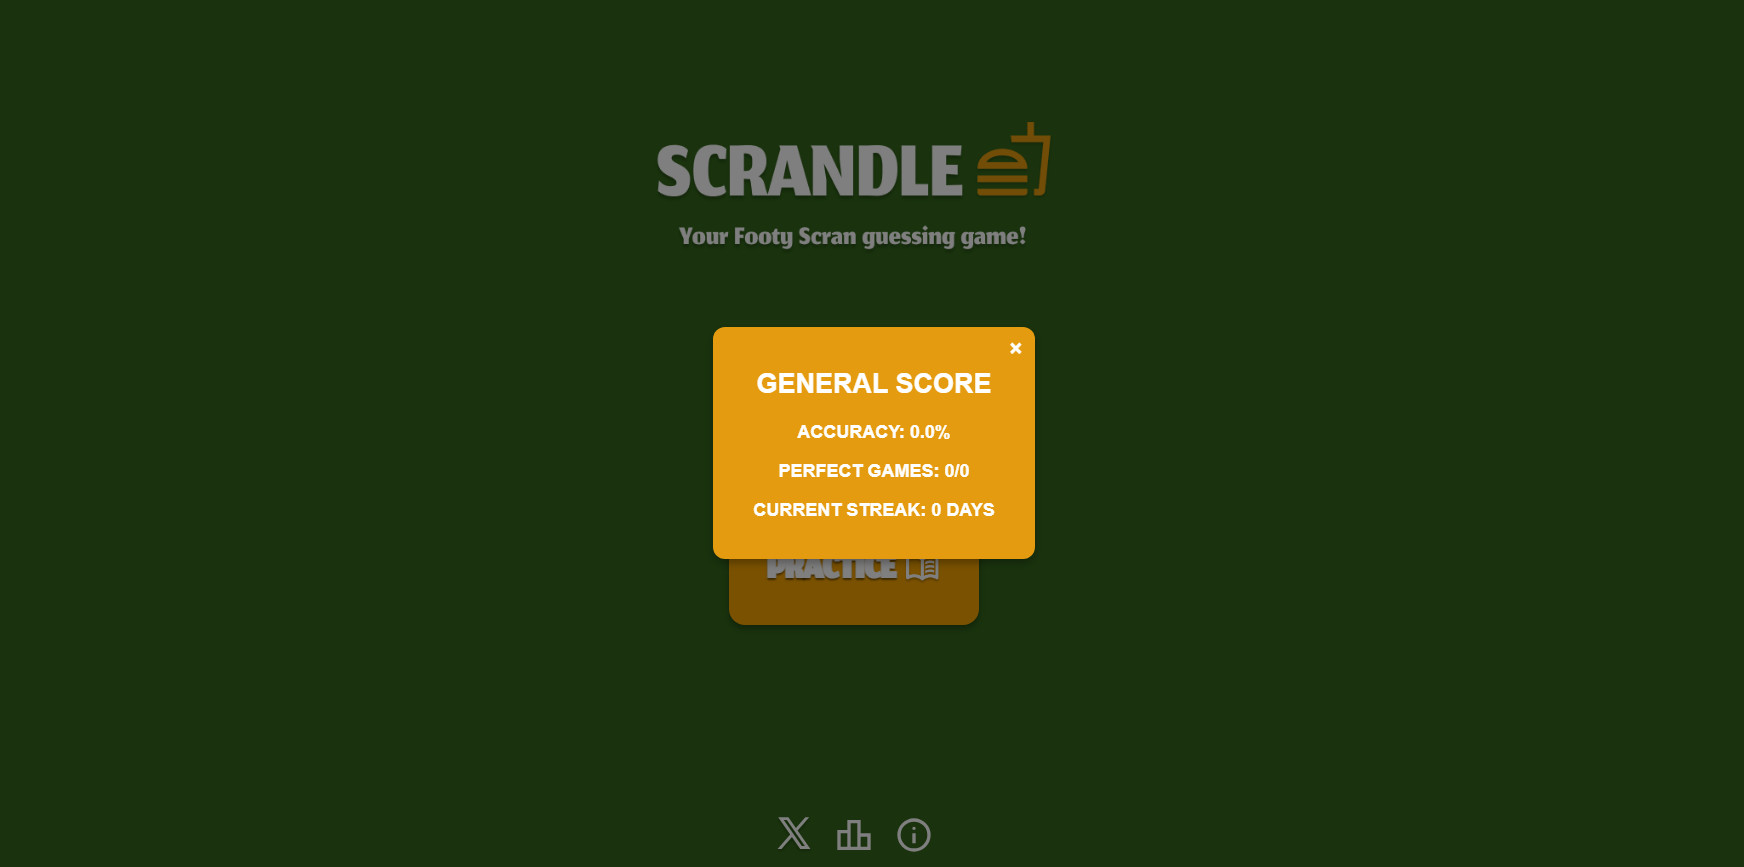 SCRANDLE
Your Footy Scran guessing game!
×
GENERAL SCORE
ACCURACY: 0.0%
PERFECT GAMES: 0/0
CURRENT STREAK: 0 DAYS
PRACTICE